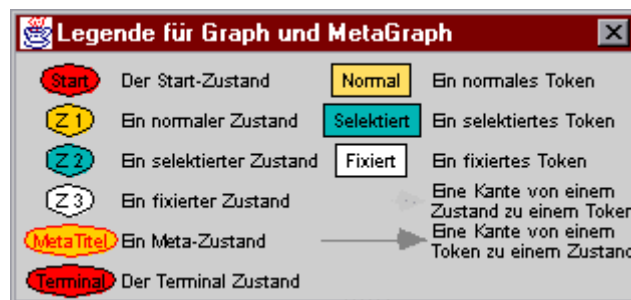 Legende für Graph und MetaGraph
Start Der Start-Zustand Normal Ein normales Token
Z 1 Ein normaler Zustand Selektiert Ein selektiertes Token
Z 2 Ein selektierter Zustand Fixiert Ein fixiertes Token
Z 3 Ein fixierter Zustand Eine Kante von einem
Zustand zu einem Token
MetaTitel Ein Meta-Zustand Eine Kante von einem
Token zu einem Zustand
Terminal Der Terminal Zustand